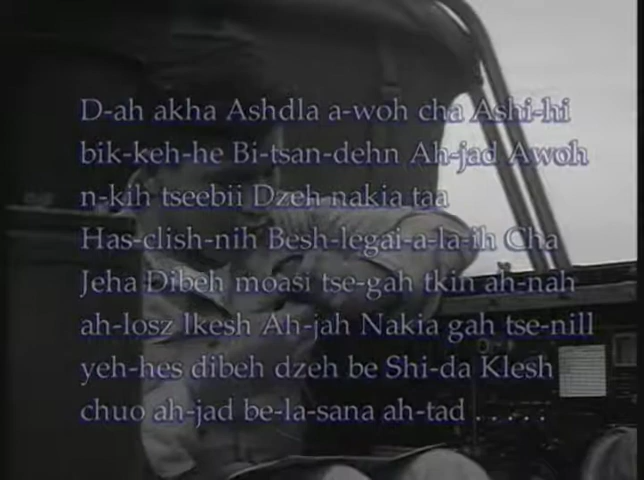 D-ah akha Ashdla a-woh cha Ashi-hi
bik-keh-he Bi-tsan-dehn Ah-jad Awoh
n-kih tseebii Dzeh-nakia taa
Has-clish-nih Besh-legai-a-la-ih Cha
Jeha Dibeh moasi tse-gah tkin ah-nah
ah-losz Ikesh Ah-jah Nakia gah tse-nill
yeh-hes dibeh dzeh be Shi-da Klesh
chuo ah-jad be-la-sana ah-tad . . . . .